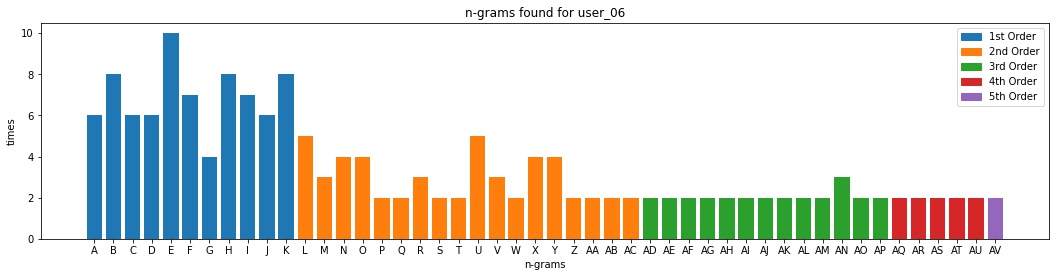 n-grams found for user_06
10
8
6
4
2
0
times
1st Order
2nd Order
3rd Order
4th Order
5th Order
A B C D E F G H I J K L M N O P Q R S T U V W X Y Z AA AB AC AD AE AF AG AH AI AJ AK AL AM AN AO AP AQ AR AS AT AU AV
n-grams